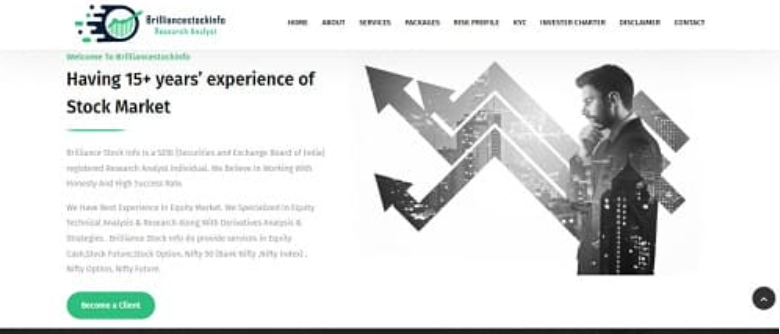 Brilliancestockinfo
Research Analyst
HOME ABOUT SERVICES PACKAGES RISK PROFILE KYC INVESTER CHARTER DISCLAIMER CONTACT
Welcome To Brilliancestockinfo
Having 15+ years' experience of
Stock Market
Brilliance Stock Info is a SEBI (Securities and Exchange Board of India)
registered Research Analyst Individual. We Believe In Working With
Honesty And High Success Rate.
We Have Best Experience In Equity Market. We Specialized In Equity
Technical Analysis & Research Along With Derivatives Analysis &
Strategies. Brilliance Stock Info do provide services in Equity
Cash,Stock Future,Stock Option, Nifty 50 (Bank Nifty ,Nifty Index) ,
Nifty Option, Nifty Future.
Become a Client